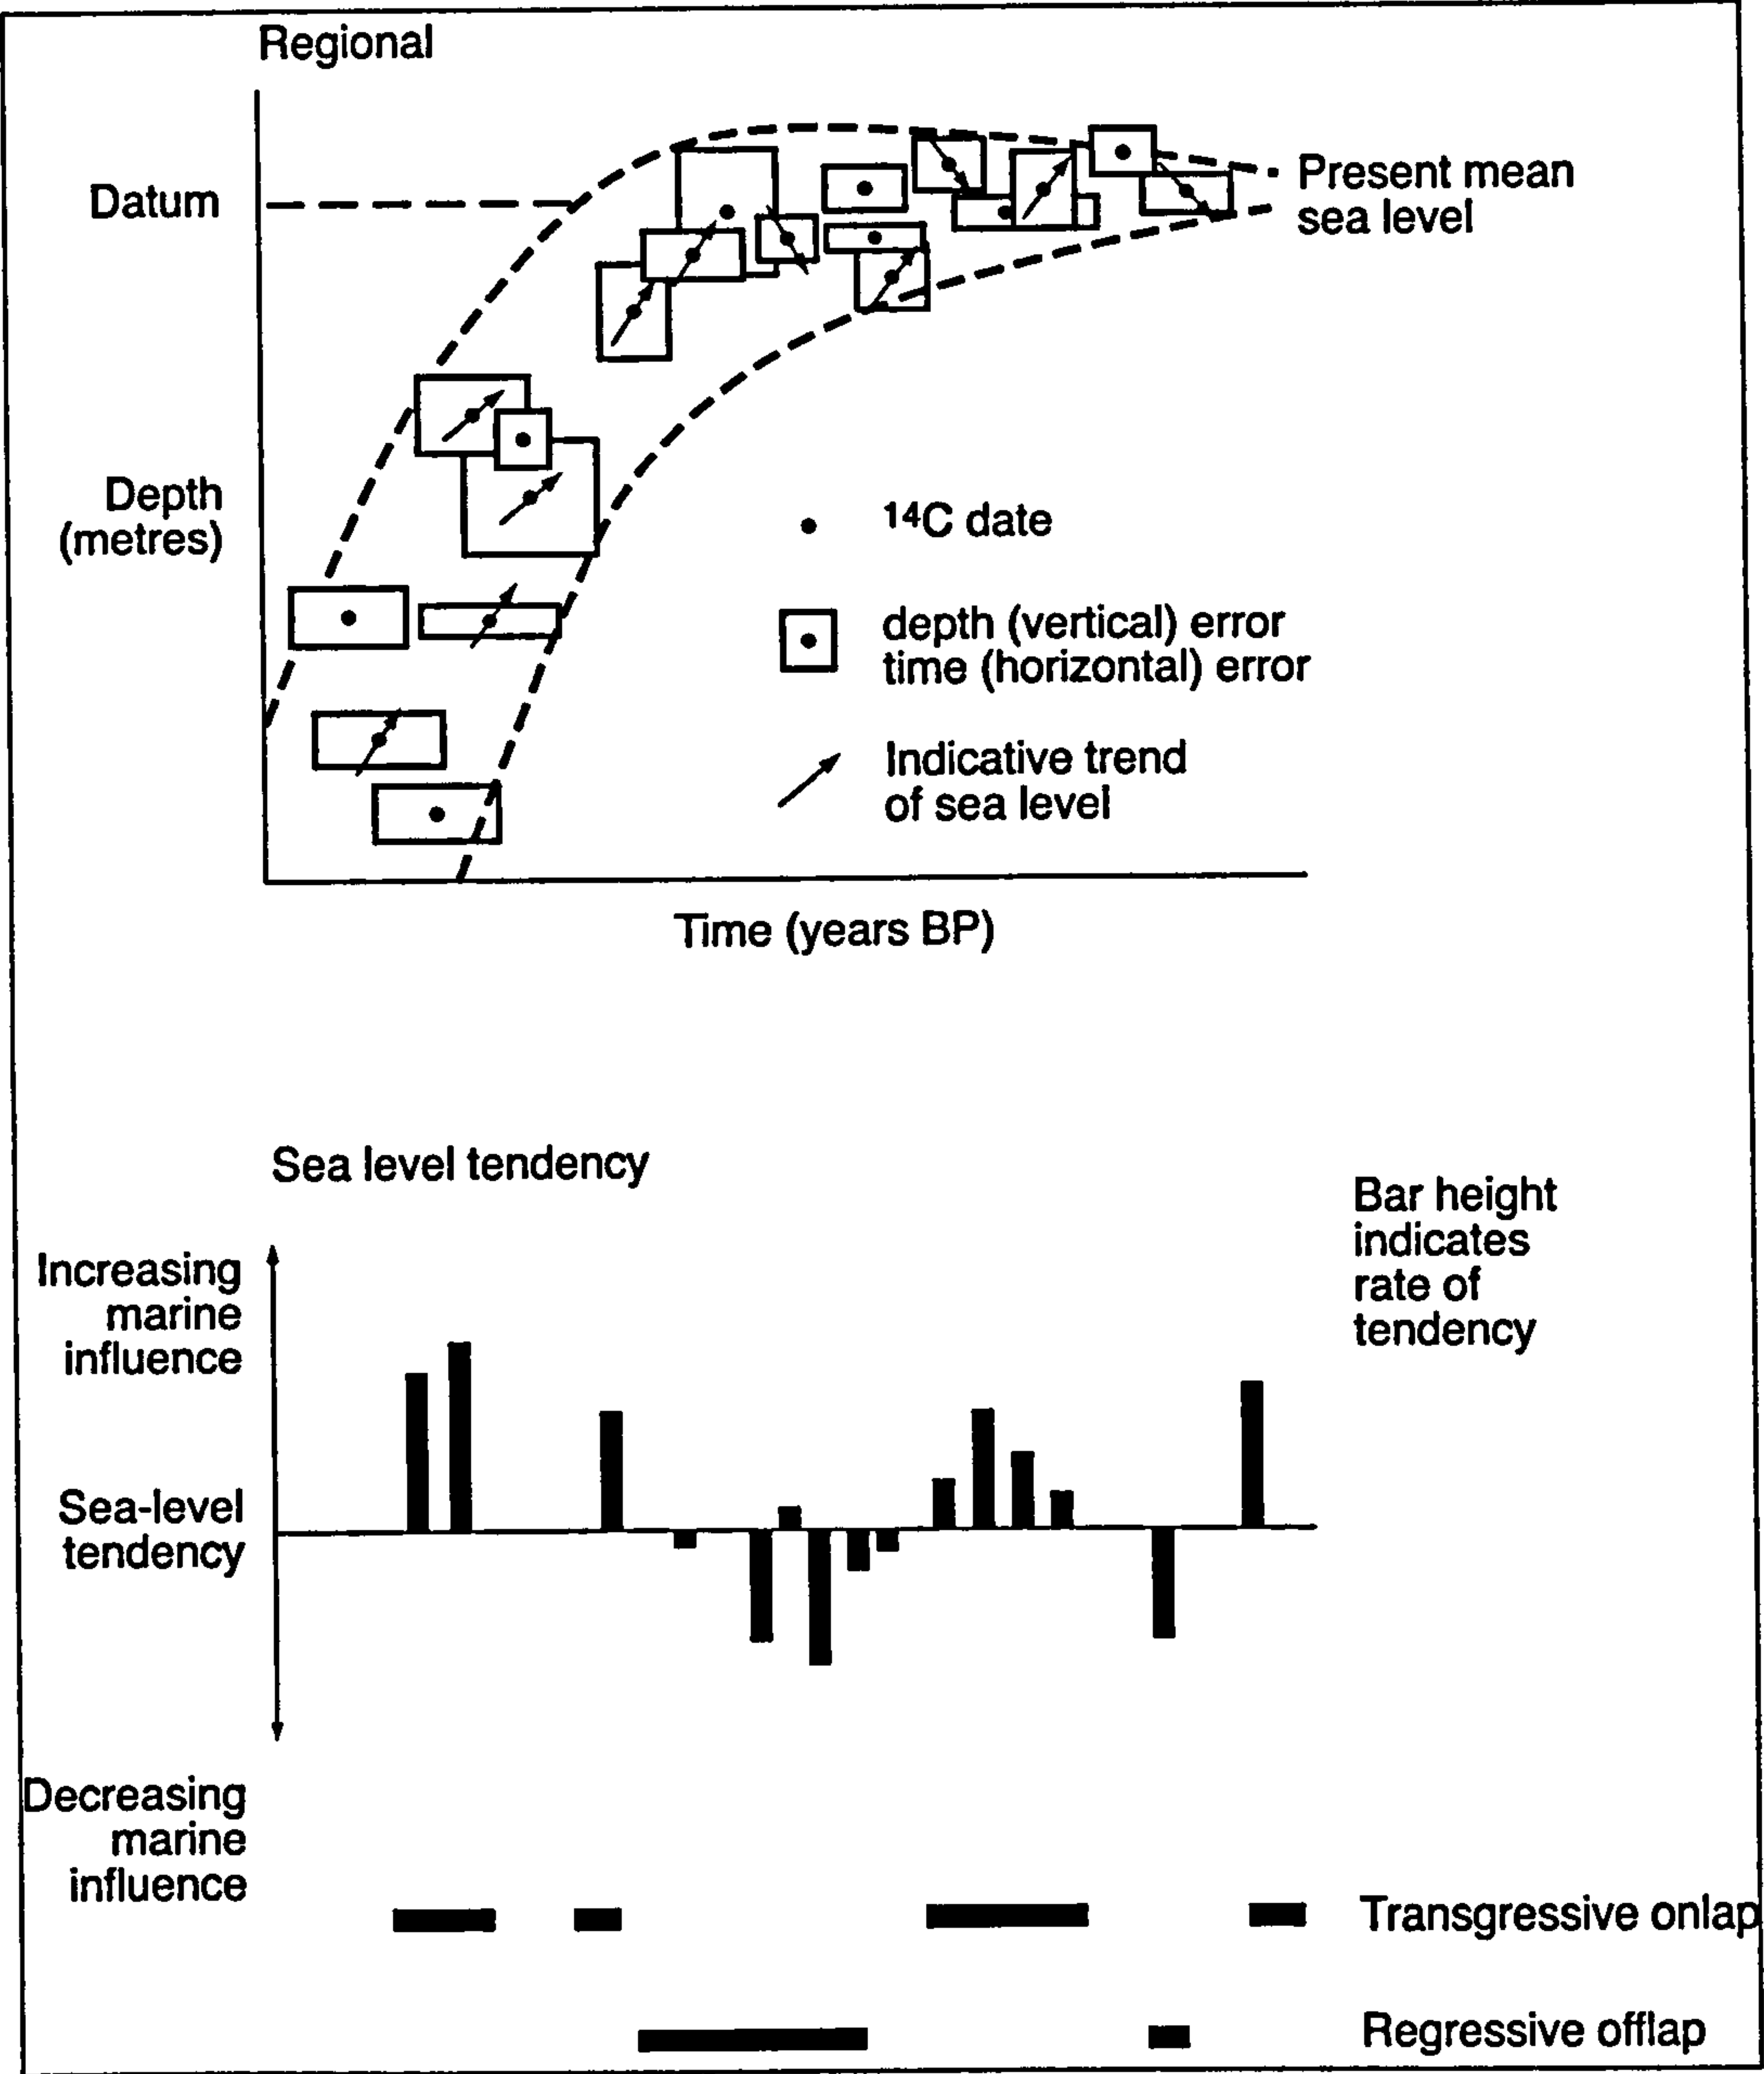 Regional
Datum
Present mean
sea level
Depth
(metres)
¹⁴C date
depth (vertical) error
time (horizontal) error
Indicative trend
of sea level
Time (years BP)
Sea level tendency
Bar height
indicates
rate of
tendency
Increasing
marine
influence
Sea-level
tendency
Decreasing
marine
influence
Transgressive onlap
Regressive offlap